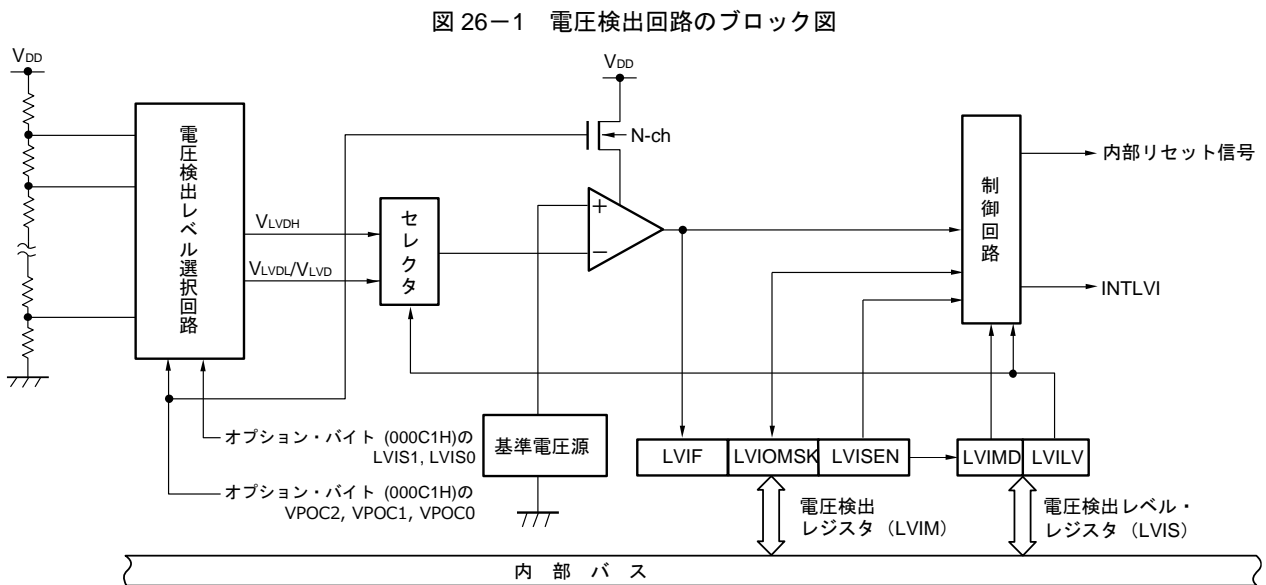 図 26－1　電圧検出回路のブロック図
VDD
VDD
N-ch
電圧検出レベル選択回路
VLVDH
VLVDL/VLVD
セレクタ
+
−
制御回路
内部リセット信号
INTLVI
オプション・バイト (000C1H)の
LVIS1, LVIS0
オプション・バイト (000C1H)の
VPOC2, VPOC1, VPOC0
基準電圧源
LVIF
LVIOMSK
LVISEN
LVIMD
LVILV
電圧検出
レジスタ（LVIM）
電圧検出レベル・
レジスタ（LVIS）
内 部 バ ス